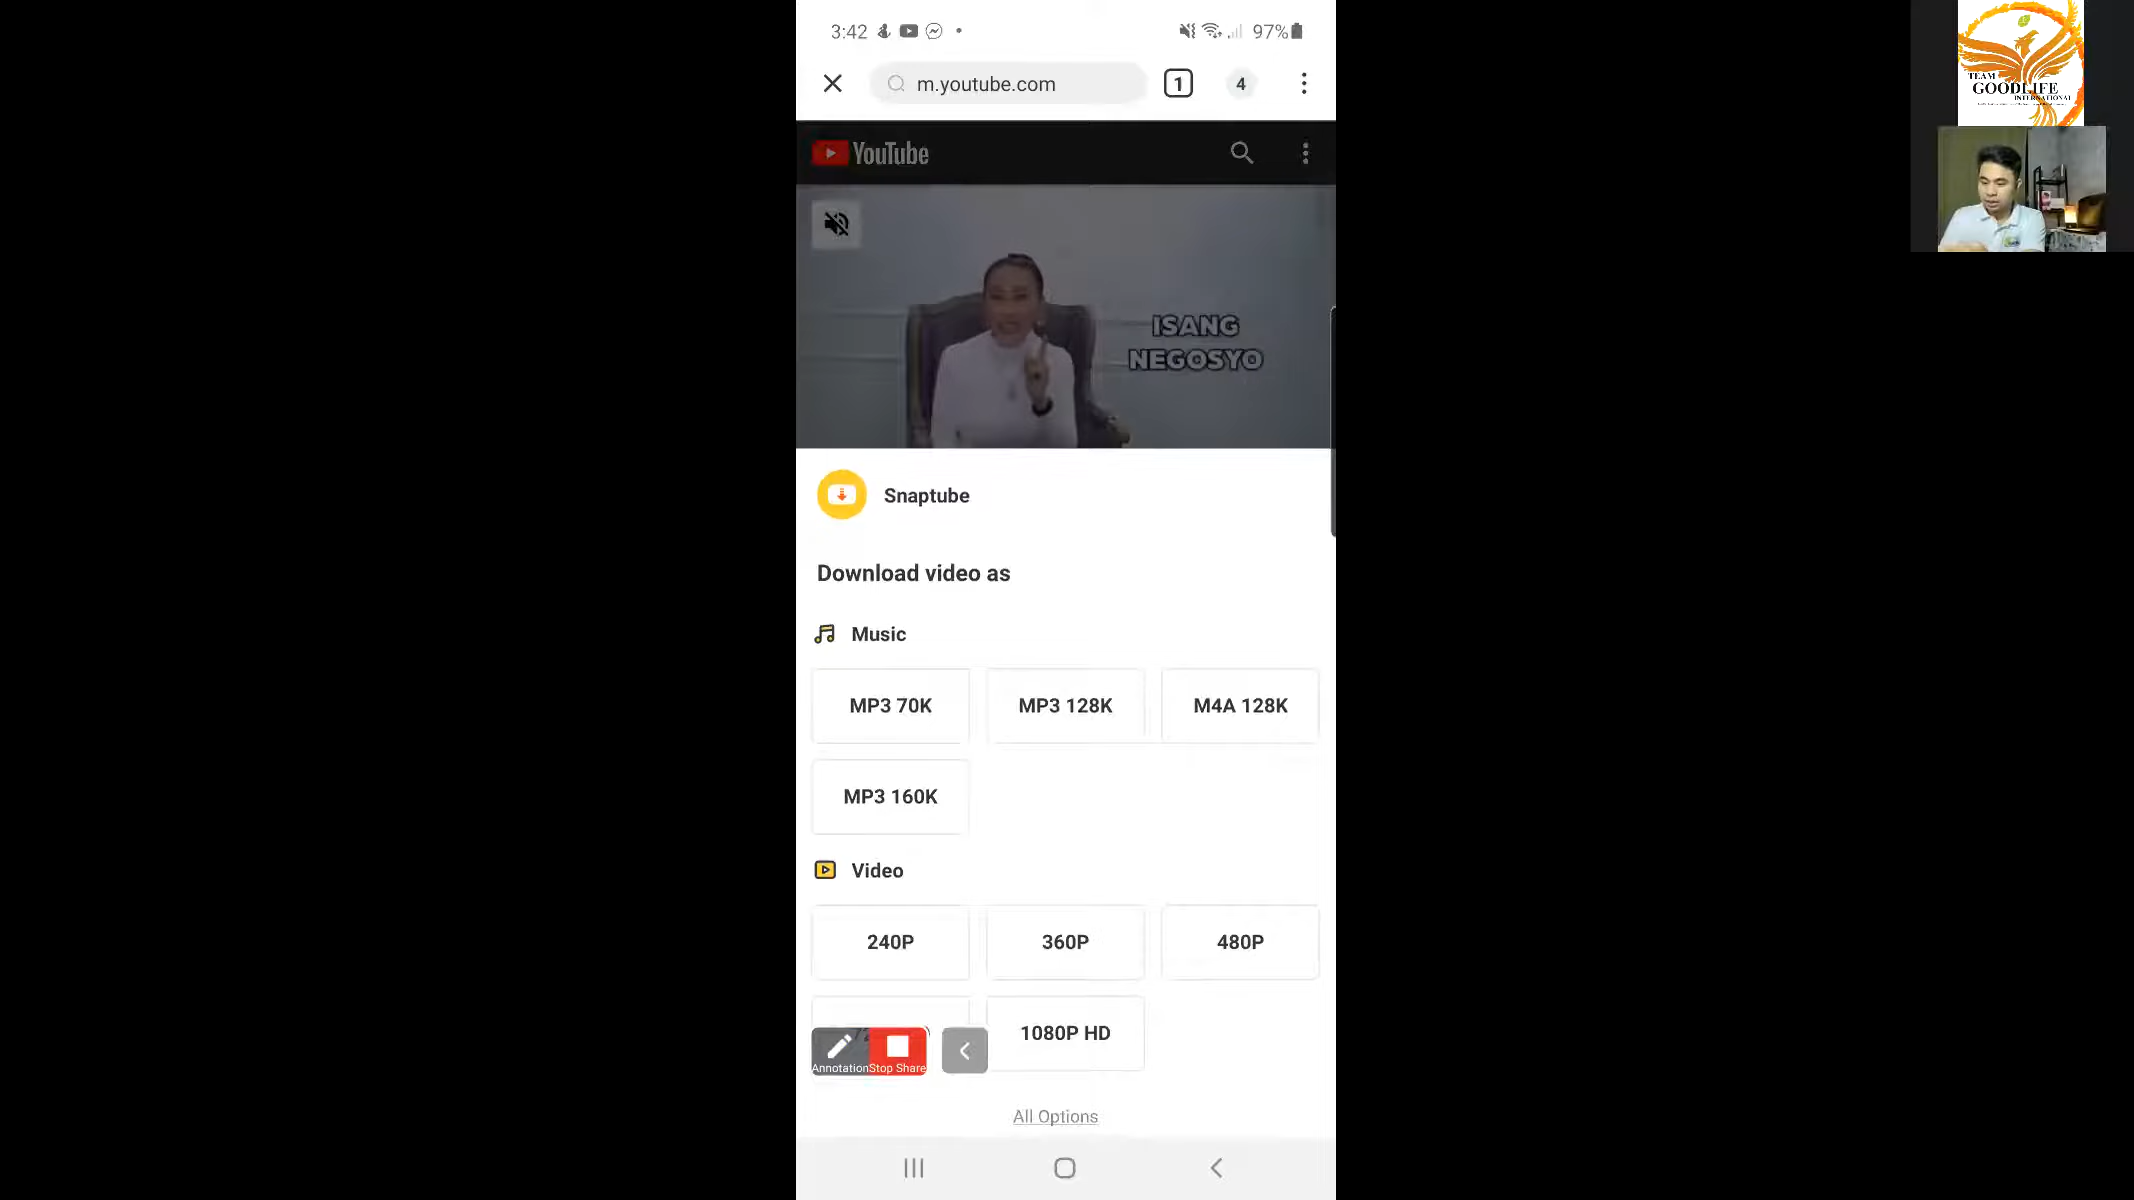 3:42
97%
m.youtube.com
1
4
YouTube
ISANG
NEGOSYO
Snaptube
Download video as
Music
MP3 70K
MP3 128K
M4A 128K
MP3 160K
Video
240P
360P
480P
1080P HD
Annotation
Stop Share
All Options
TEAM
GOODLIFE
INTERNATIONAL